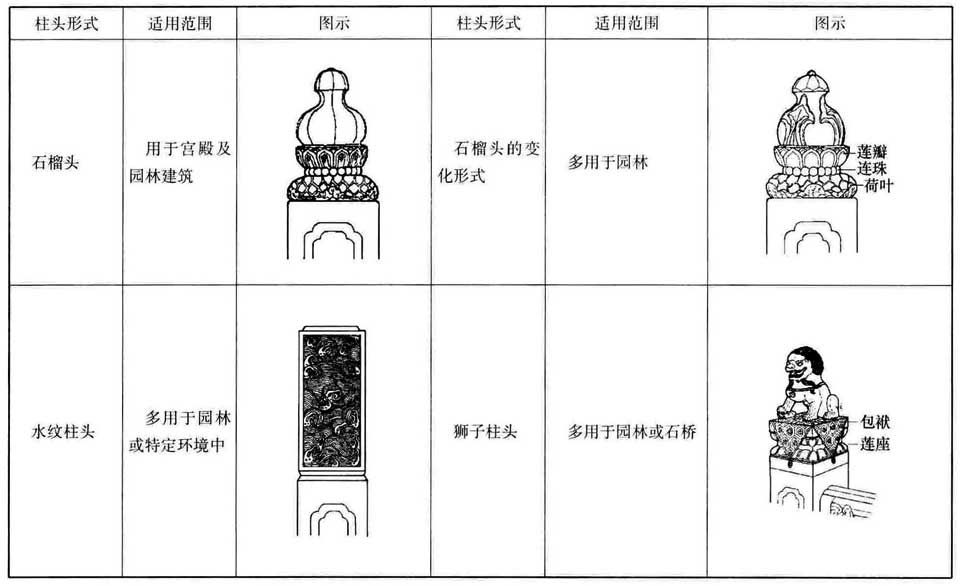 柱头形式 适用范围 图示 柱头形式 适用范围 图示
石榴头
用于宫殿及
园林建筑
石榴头的变
化形式
多用于园林
莲瓣
连珠
荷叶
水纹柱头
多用于园林
或特定环境中
狮子柱头
多用于园林或石桥
包袱
莲座